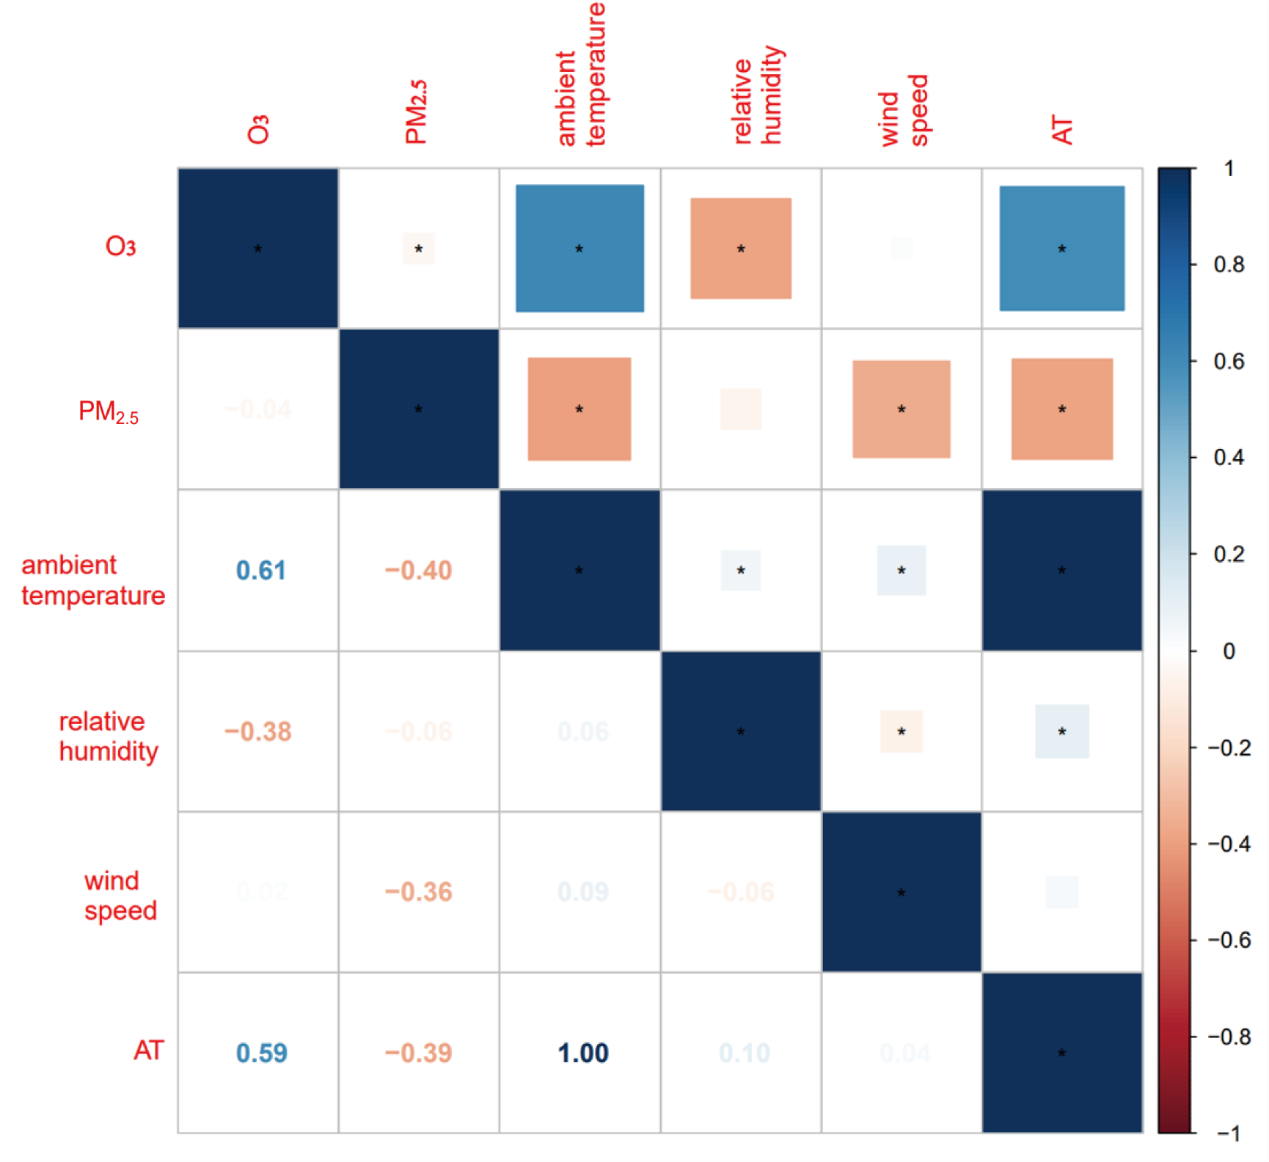 O₃
PM2.5
ambient
temperature
relative
humidity
wind
speed
AT
O₃
* * * * *
PM₂.₅
−0.04 * * * *
ambient
temperature
0.61 −0.40 * * * *
relative
humidity
−0.38 −0.06 0.06 * * *
wind
speed
0.02 −0.36 0.09 −0.06 *
AT
0.59 −0.39 1.00 0.10 0.04 *
1
0.8
0.6
0.4
0.2
0
−0.2
−0.4
−0.6
−0.8
−1